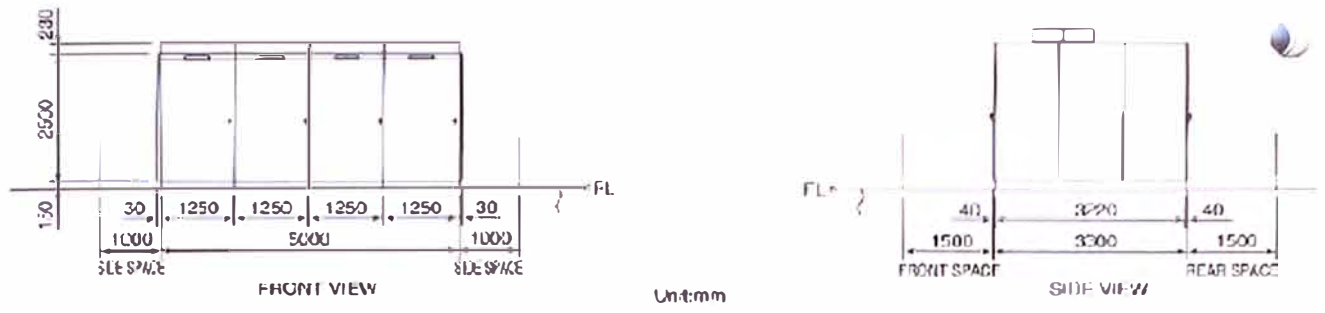 230
2900
150
FL
30 1250 1250 1250 1250 30
1000 5000 1000
SIDE SPACE SIDE SPACE
FRONT VIEW
Unit:mm
FL
40 3220 40
1500 3300 1500
FRONT SPACE REAR SPACE
SIDE VIEW